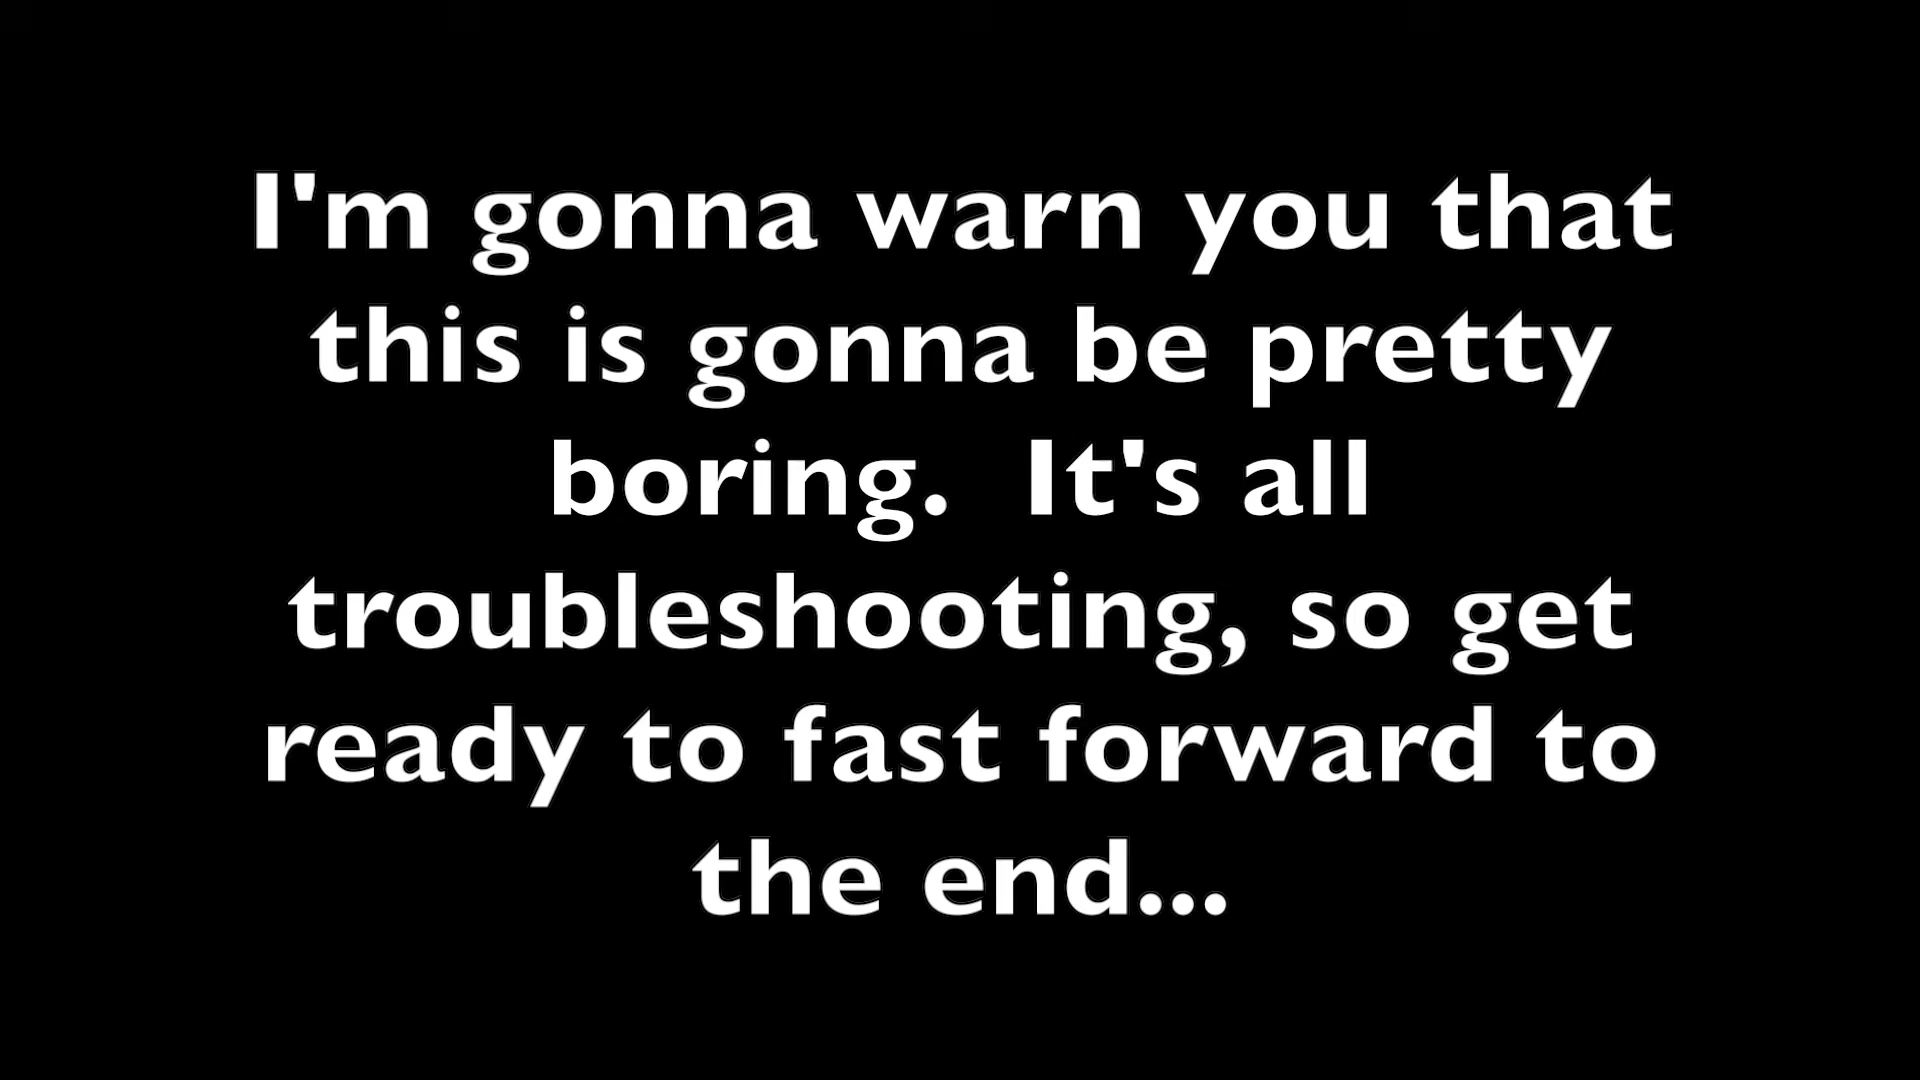 I'm gonna warn you that
this is gonna be pretty
boring.  It's all
troubleshooting, so get
ready to fast forward to
the end...